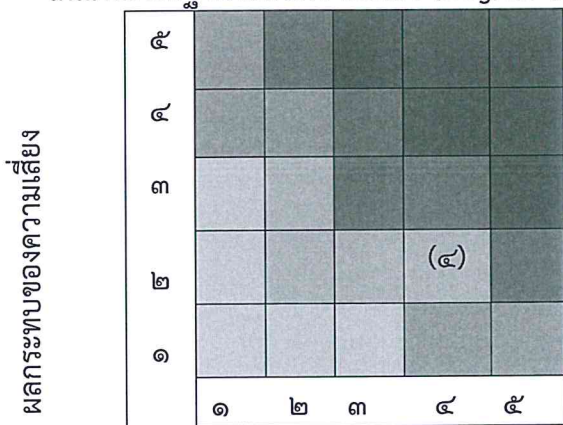 ผลกระทบของความเสี่ยง
๕
๔
๓
๒ (๔)
๑
๑ ๒ ๓ ๔ ๕